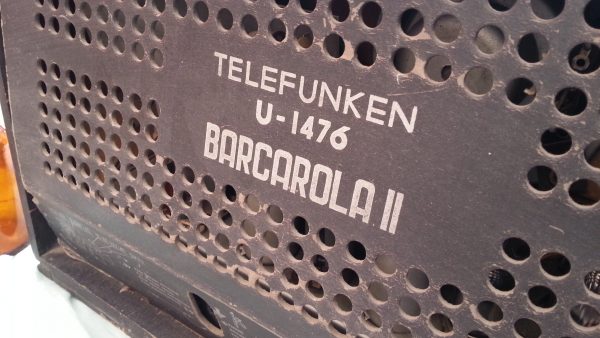 TELEFUNKEN
U-1476
BARCAROLA II